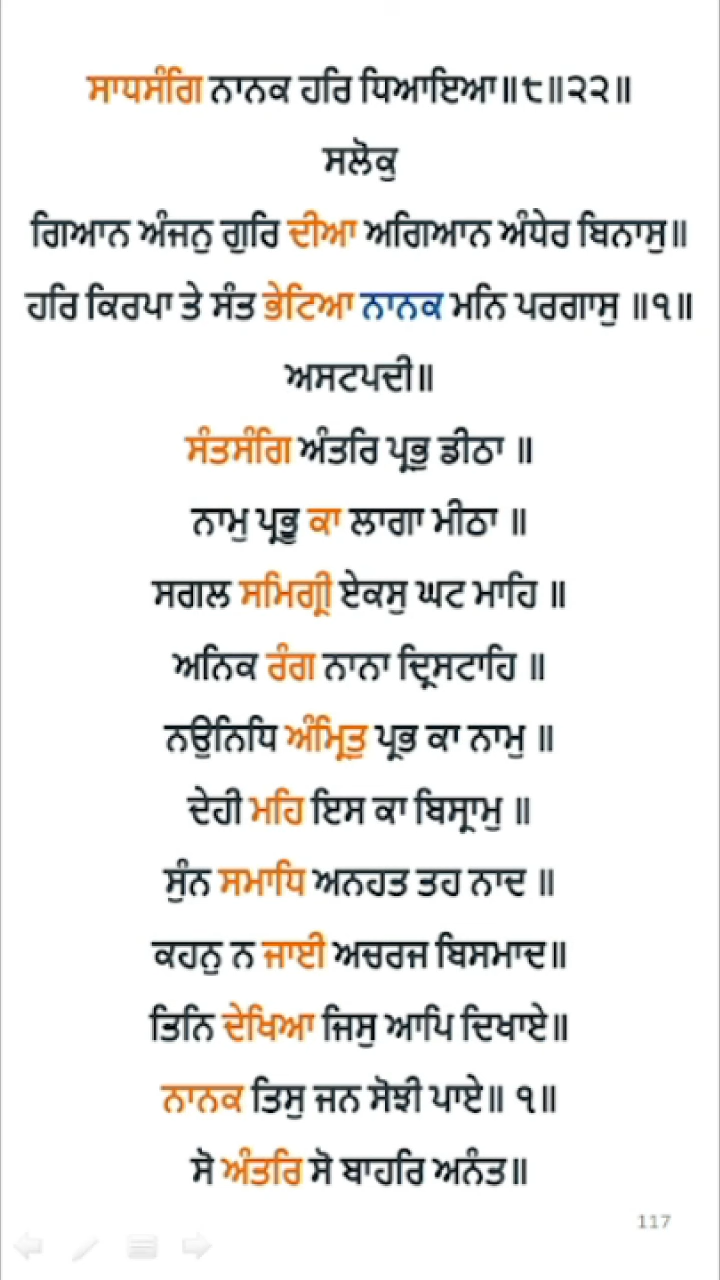 ਸਾਧਸੰਗਿ ਨਾਨਕ ਹਰਿ ਧਿਆਇਆ॥੮॥੨੨॥
ਸਲੋਕੁ
ਗਿਆਨ ਅੰਜਨੁ ਗੁਰਿ ਦੀਆ ਅਗਿਆਨ ਅੰਧੇਰ ਬਿਨਾਸੁ॥
ਹਰਿ ਕਿਰਪਾ ਤੇ ਸੰਤ ਭੇਟਿਆ ਨਾਨਕ ਮਨਿ ਪਰਗਾਸੁ ॥੧॥
ਅਸਟਪਦੀ॥
ਸੰਤਸੰਗਿ ਅੰਤਰਿ ਪ੍ਰਭੁ ਡੀਠਾ ॥
ਨਾਮੁ ਪ੍ਰਭੂ ਕਾ ਲਾਗਾ ਮੀਠਾ ॥
ਸਗਲ ਸਮਿਗ੍ਰੀ ਏਕਸੁ ਘਟ ਮਾਹਿ ॥
ਅਨਿਕ ਰੰਗ ਨਾਨਾ ਦ੍ਰਿਸਟਾਹਿ ॥
ਨਉਨਿਧਿ ਅੰਮ੍ਰਿਤੁ ਪ੍ਰਭ ਕਾ ਨਾਮੁ ॥
ਦੇਹੀ ਮਹਿ ਇਸ ਕਾ ਬਿਸ੍ਰਾਮੁ ॥
ਸੁੰਨ ਸਮਾਧਿ ਅਨਹਤ ਤਹ ਨਾਦ ॥
ਕਹਨੁ ਨ ਜਾਈ ਅਚਰਜ ਬਿਸਮਾਦ॥
ਤਿਨਿ ਦੇਖਿਆ ਜਿਸੁ ਆਪਿ ਦਿਖਾਏ॥
ਨਾਨਕ ਤਿਸੁ ਜਨ ਸੋਝੀ ਪਾਏ॥ ੧॥
ਸੋ ਅੰਤਰਿ ਸੋ ਬਾਹਰਿ ਅਨੰਤ॥
117